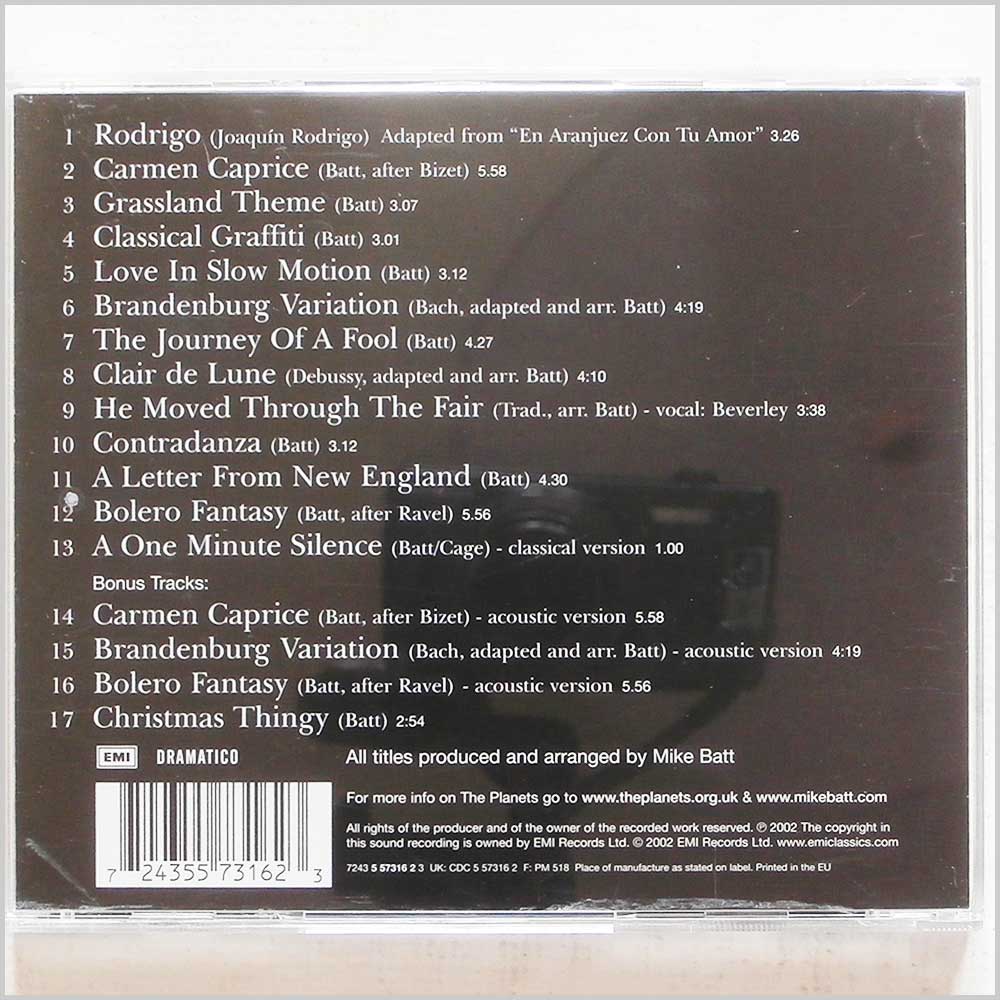 1 Rodrigo (Joaquín Rodrigo) Adapted from “En Aranjuez Con Tu Amor” 3.26
2 Carmen Caprice (Batt, after Bizet) 5.58
3 Grassland Theme (Batt) 3.07
4 Classical Graffiti (Batt) 3.01
5 Love In Slow Motion (Batt) 3.12
6 Brandenburg Variation (Bach, adapted and arr. Batt) 4:19
7 The Journey Of A Fool (Batt) 4.27
8 Clair de Lune (Debussy, adapted and arr. Batt) 4:10
9 He Moved Through The Fair (Trad., arr. Batt) - vocal: Beverley 3:38
10 Contradanza (Batt) 3.12
11 A Letter From New England (Batt) 4.30
12 Bolero Fantasy (Batt, after Ravel) 5.56
13 A One Minute Silence (Batt/Cage) - classical version 1.00
Bonus Tracks:
14 Carmen Caprice (Batt, after Bizet) - acoustic version 5.58
15 Brandenburg Variation (Bach, adapted and arr. Batt) - acoustic version 4:19
16 Bolero Fantasy (Batt, after Ravel) - acoustic version 5.56
17 Christmas Thingy (Batt) 2:54
EMI DRAMATICO All titles produced and arranged by Mike Batt
For more info on The Planets go to www.theplanets.org.uk & www.mikebatt.com
All rights of the producer and of the owner of the recorded work reserved. ℗ 2002 The copyright in
this sound recording is owned by EMI Records Ltd. © 2002 EMI Records Ltd. www.emiclassics.com
7243 5 57316 2 3 UK: CDC 5 57316 2 F: PM 518 Place of manufacture as stated on label. Printed in the EU
7 24355 73162 3